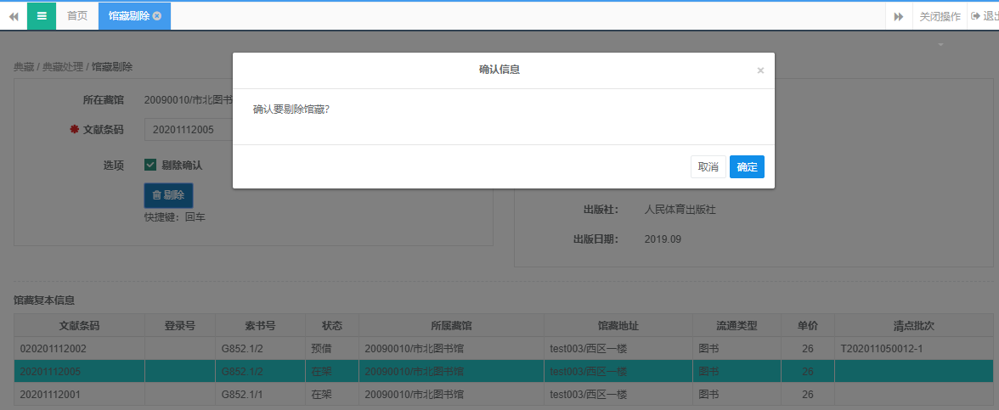 首页 馆藏剔除 关闭操作 退出
典藏 / 典藏处理 / 馆藏剔除
确认信息 ×
确认要剔除馆藏?
取消 确定
所在藏馆 20090010/市北图书
文献条码 20201112005
选项 剔除确认
剔除
快捷键：回车
出版社： 人民体育出版社
出版日期： 2019.09
馆藏复本信息
文献条码 登录号 索书号 状态 所属藏馆 馆藏地址 流通类型 单价 清点批次
020201112002 G852.1/2 预借 20090010/市北图书馆 test003/西区一楼 图书 26 T202011050012-1
20201112005 G852.1/2 在架 20090010/市北图书馆 test003/西区一楼 图书 26
20201112001 G852.1/1 在架 20090010/市北图书馆 test003/西区一楼 图书 26